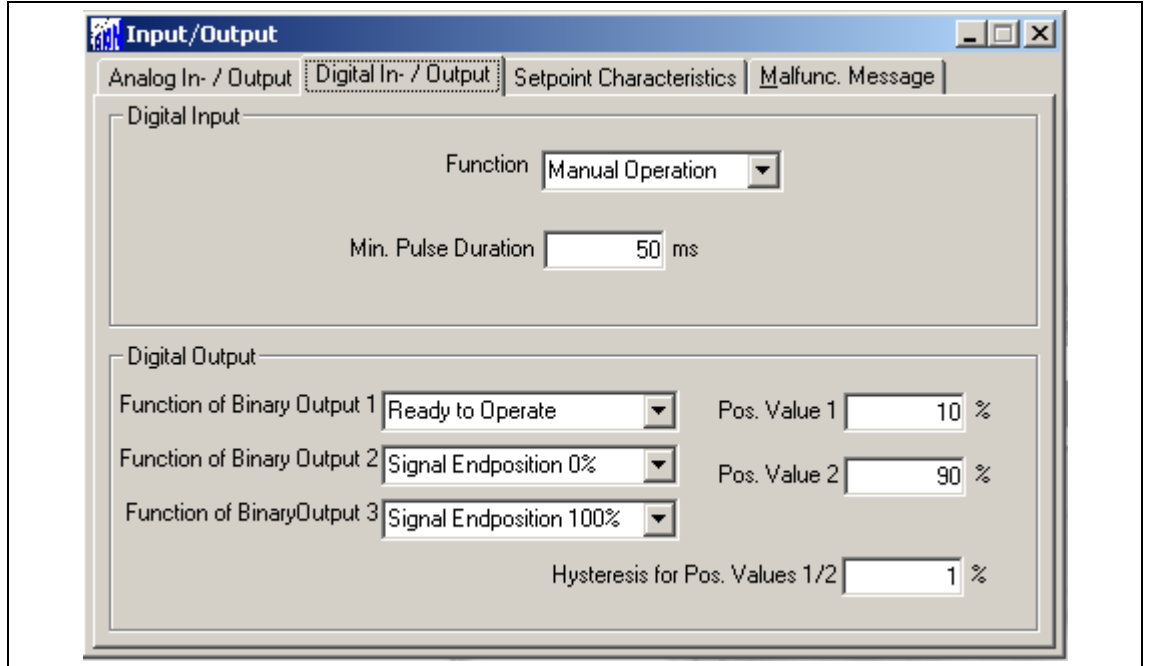 Input/Output
Analog In- / Output Digital In- / Output Setpoint Characteristics Malfunc. Message
Digital Input
Function Manual Operation
Min. Pulse Duration 50 ms
Digital Output
Function of Binary Output 1 Ready to Operate Pos. Value 1 10 %
Function of Binary Output 2 Signal Endposition 0% Pos. Value 2 90 %
Function of BinaryOutput 3 Signal Endposition 100%
Hysteresis for Pos. Values 1/2 1 %